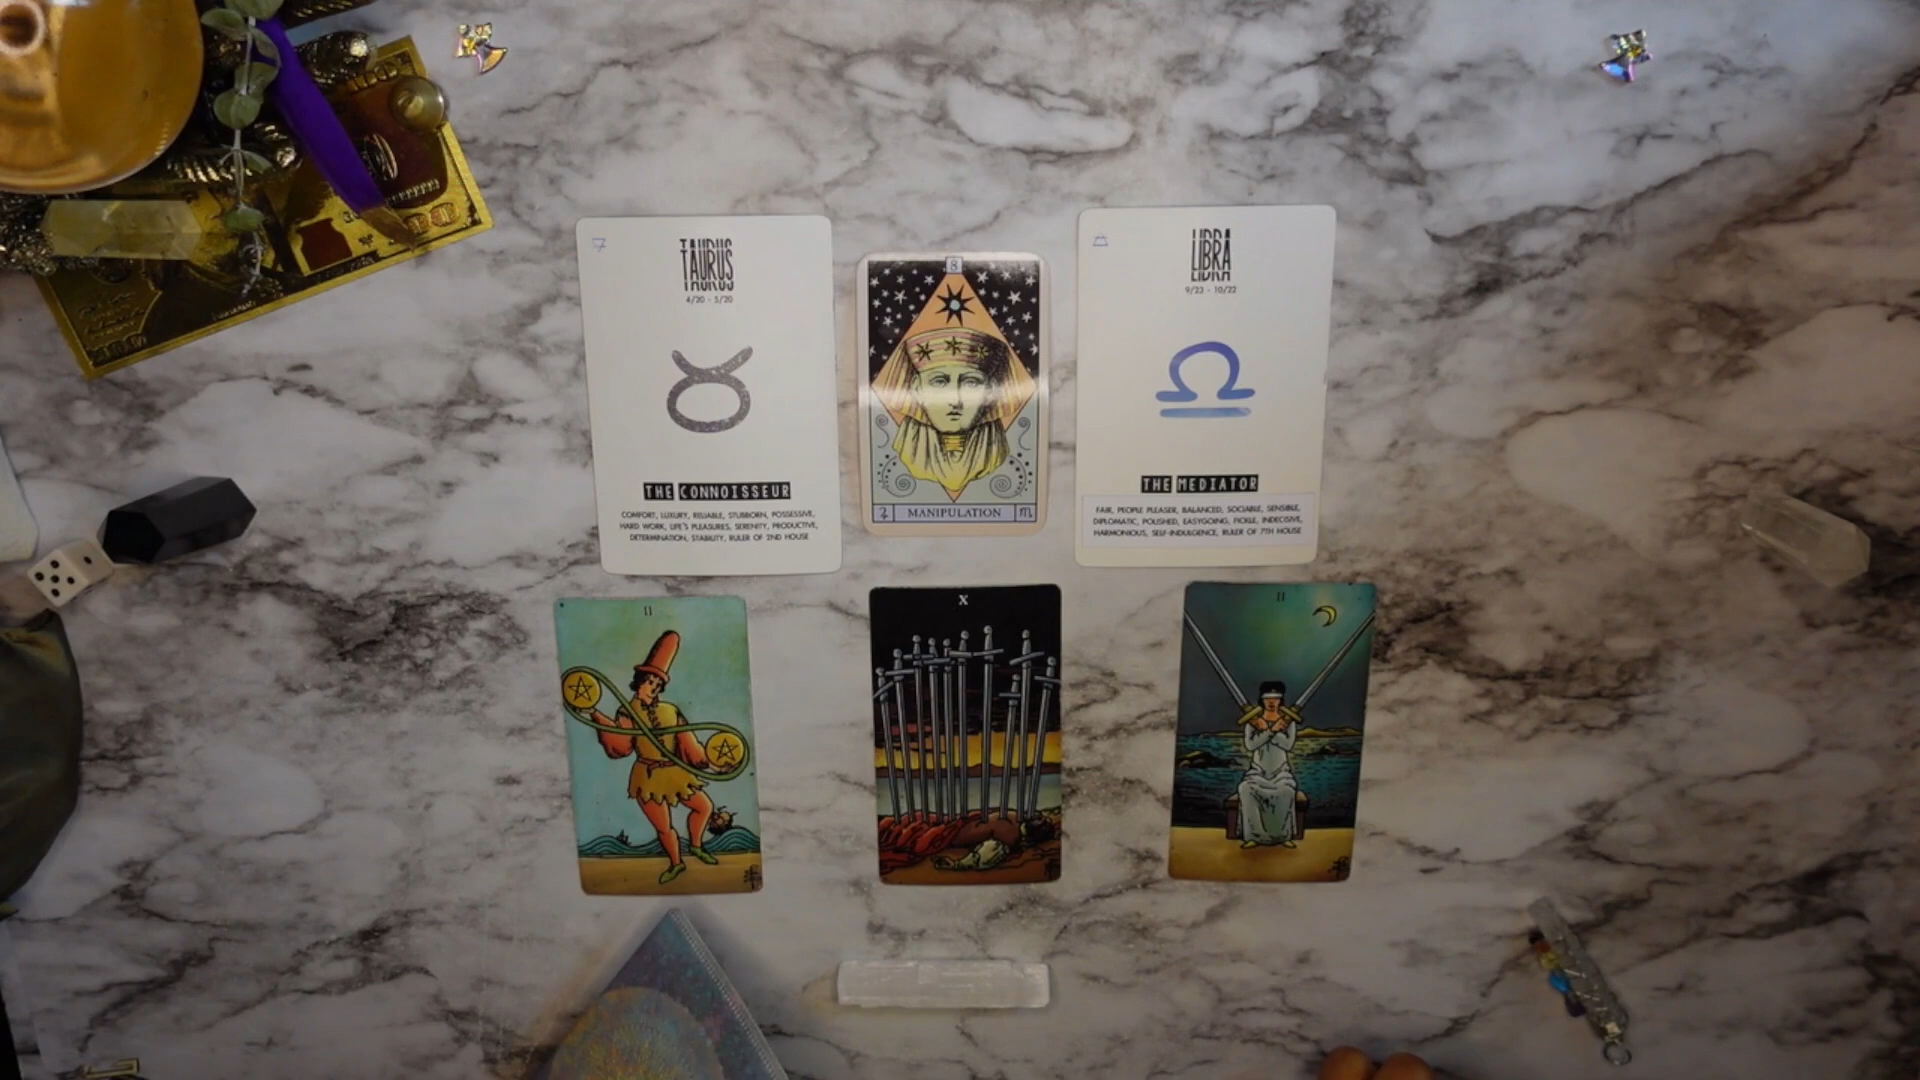 TAURUS
4/20 - 5/20
THE CONNOISSEUR
COMFORT, LUXURY, RELIABLE, STUBBORN, POSSESSIVE,
HARD WORK, LIFE'S PLEASURES, SERENITY, PRODUCTIVE,
DETERMINATION, STABILITY, RULER OF 2ND HOUSE
8
MANIPULATION
LIBRA
9/23 - 10/22
THE MEDIATOR
FAIR, PEOPLE PLEASER, BALANCED, SOCIABLE, SENSIBLE,
DIPLOMATIC, POLISHED, EASYGOING, FICKLE, INDECISIVE,
HARMONIOUS, SELF-INDULGENCE, RULER OF 7TH HOUSE
II
X
II